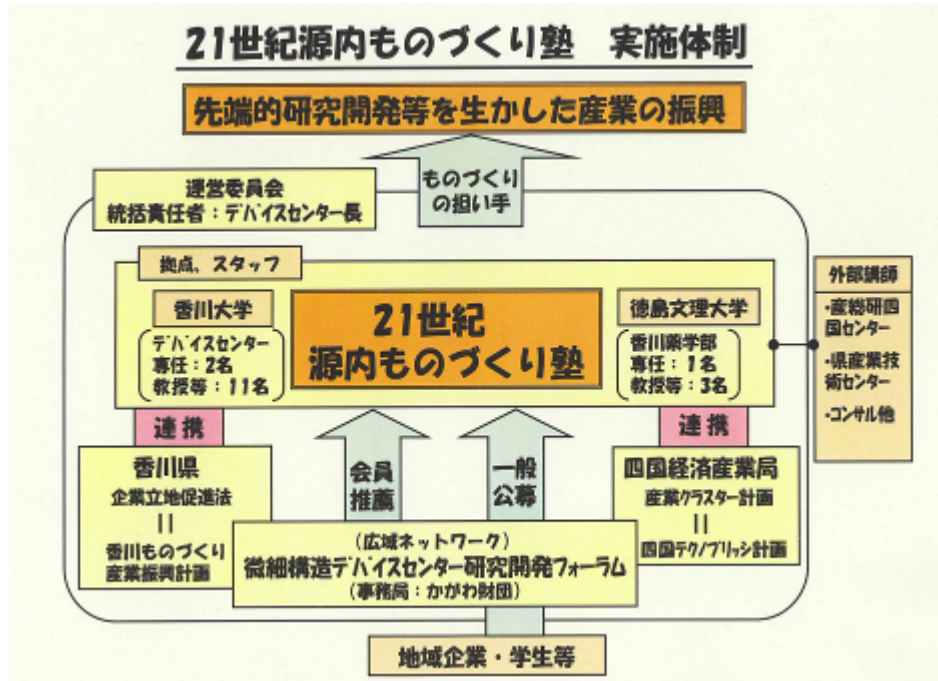 21世紀源内ものづくり塾　実施体制
先端的研究開発等を生かした産業の振興
ものづくり
の担い手
運営委員会
統括責任者：デバイスセンター長
拠点、スタッフ
香川大学
デバイスセンター
専任：2名
教授等：11名
21世紀
源内ものづくり塾
徳島文理大学
香川薬学部
専任：1名
教授等：3名
外部講師
・産総研四
国センター
・県産業技
術センター
・コンサル他
連携
香川県
企業立地促進法
||
香川ものづくり
産業振興計画
会員
推薦
一般
公募
連携
四国経済産業局
産業クラスター計画
||
四国テクノブリッジ計画
(広域ネットワーク)
微細構造デバイスセンター研究開発フォーラム
(事務局：かがわ財団)
地域企業・学生等